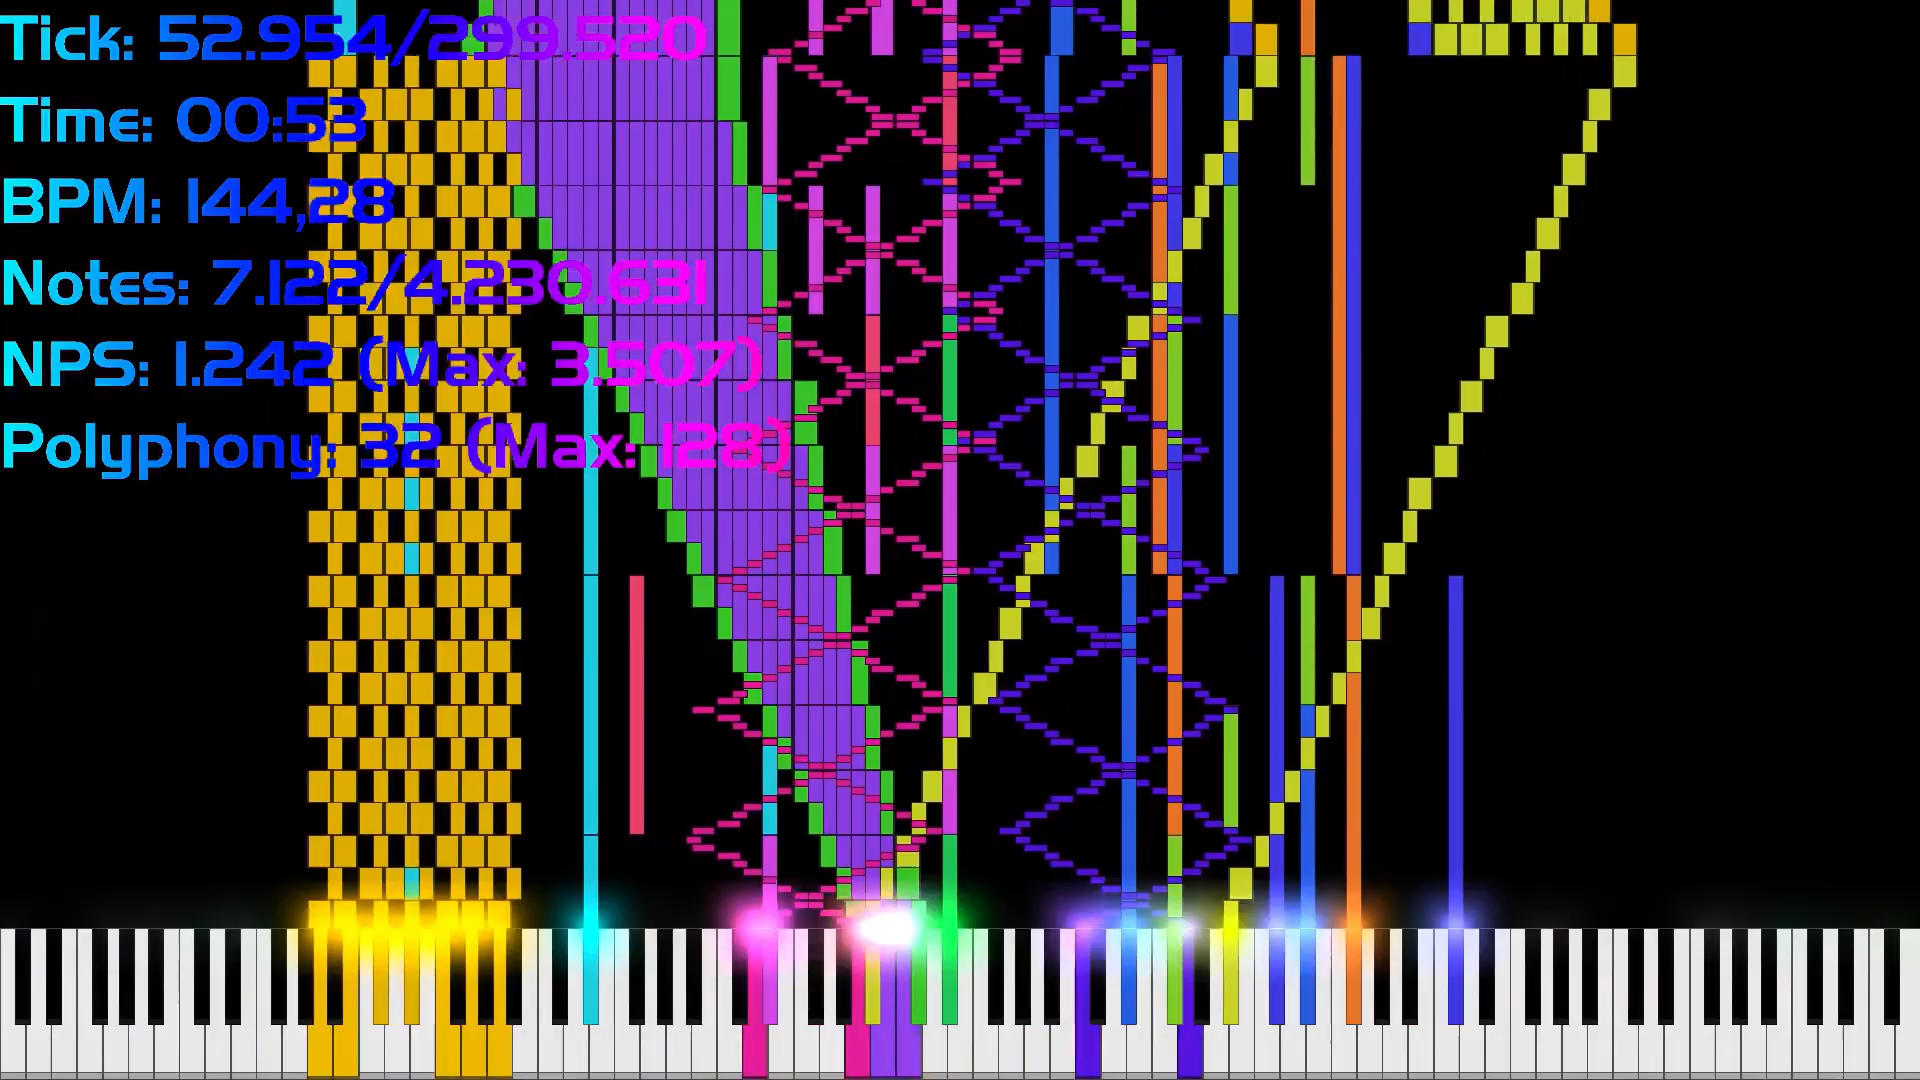 Tick: 52.954/299.520
Time: 00:53
BPM: 144,28
Notes: 7.122/4.230.631
NPS: 1.242 (Max: 3.507)
Polyphony: 32 (Max: 128)